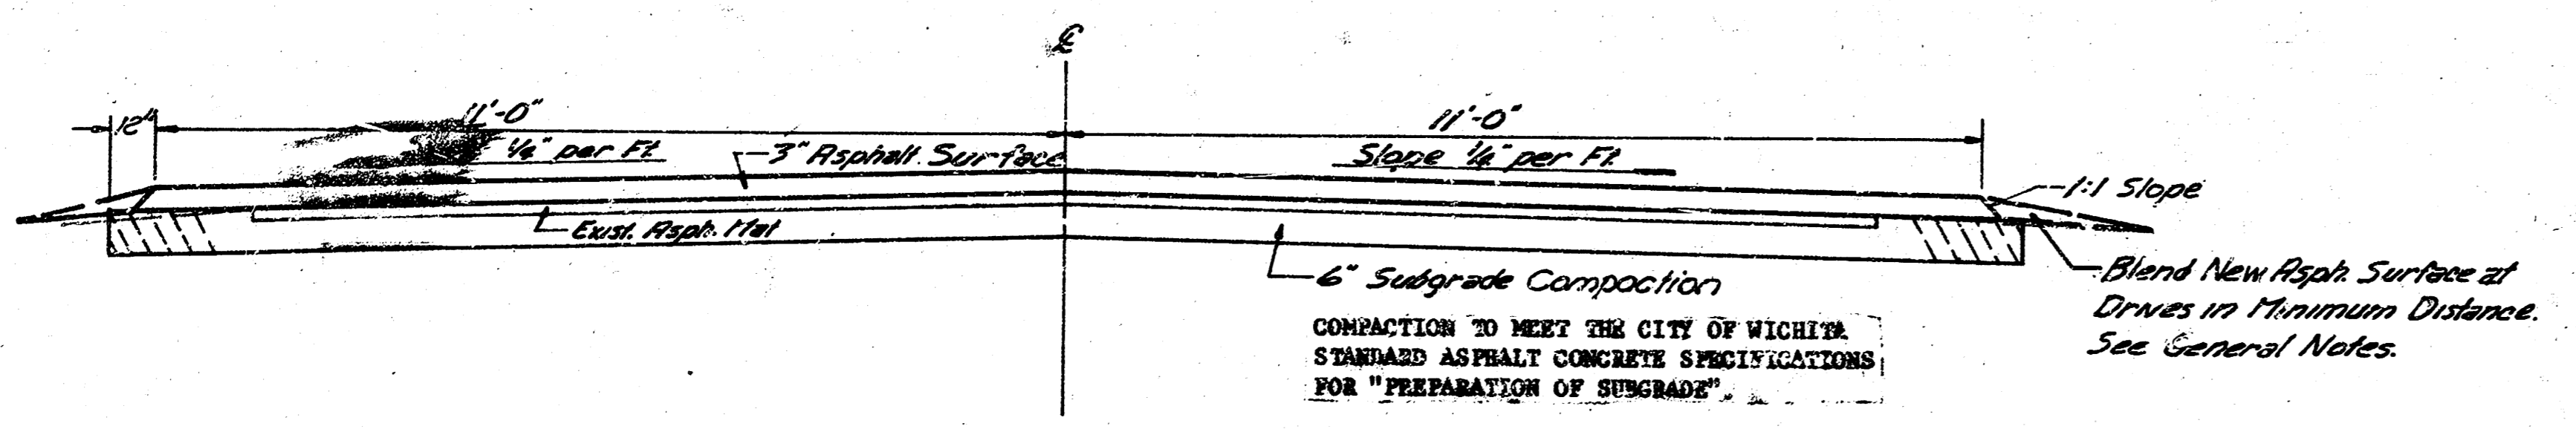 ℄
12"
11'-0"
11'-0"
1/4" per Ft.
3" Asphalt Surface
Slope 1/4" per Ft.
1:1 Slope
Exist. Asph. Mat
6" Subgrade Compaction
Blend New Asph. Surface at
Drives in Minimum Distance.
See General Notes.
COMPACTION TO MEET THE CITY OF WICHITA
STANDARD ASPHALT CONCRETE SPECIFICATIONS
FOR "PREPARATION OF SUBGRADE".